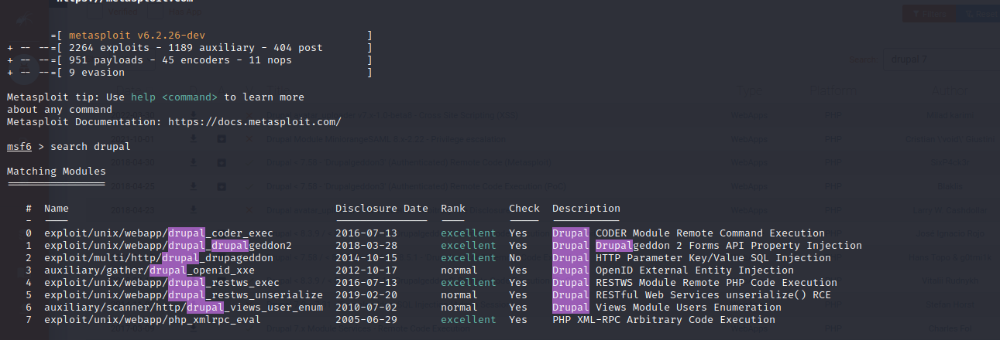 https://metasploit.com
=[ metasploit v6.2.26-dev ]
+ -- --=[ 2264 exploits - 1189 auxiliary - 404 post ]
+ -- --=[ 951 payloads - 45 encoders - 11 nops ]
+ -- --=[ 9 evasion ]
Metasploit tip: Use help <command> to learn more
about any command
Metasploit Documentation: https://docs.metasploit.com/
msf6 > search drupal
Matching Modules
================
# Name Disclosure Date Rank Check Description
- ---- --------------- ---- ----- -----------
0 exploit/unix/webapp/drupal_coder_exec 2016-07-13 excellent Yes Drupal CODER Module Remote Command Execution
1 exploit/unix/webapp/drupal_drupalgeddon2 2018-03-28 excellent Yes Drupal Drupalgeddon 2 Forms API Property Injection
2 exploit/multi/http/drupal_drupageddon 2014-10-15 excellent No Drupal HTTP Parameter Key/Value SQL Injection
3 auxiliary/gather/drupal_openid_xxe 2012-10-17 normal Yes Drupal OpenID External Entity Injection
4 exploit/unix/webapp/drupal_restws_exec 2016-07-13 excellent Yes Drupal RESTWS Module Remote PHP Code Execution
5 exploit/unix/webapp/drupal_restws_unserialize 2019-02-20 normal Yes Drupal RESTful Web Services unserialize() RCE
6 auxiliary/scanner/http/drupal_views_user_enum 2010-07-02 normal Yes Drupal Views Module Users Enumeration
7 exploit/unix/webapp/php_xmlrpc_eval 2005-06-29 excellent Yes PHP XML-RPC Arbitrary Code Execution